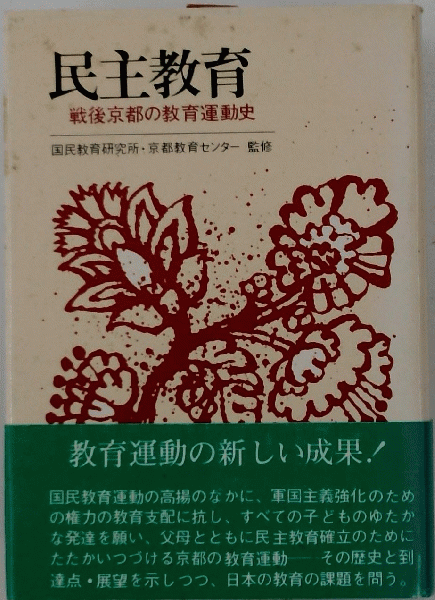 民主教育
戦後京都の教育運動史
国民教育研究所・京都教育センター 監修
教育運動の新しい成果！
国民教育運動の高揚のなかに、軍国主義強化のため
の権力の教育支配に抗し、すべての子どものゆたか
な発達を願い、父母とともに民主教育確立のために
たたかいつづける京都の教育運動──その歴史と到
達点・展望を示しつつ、日本の教育の課題を問う。